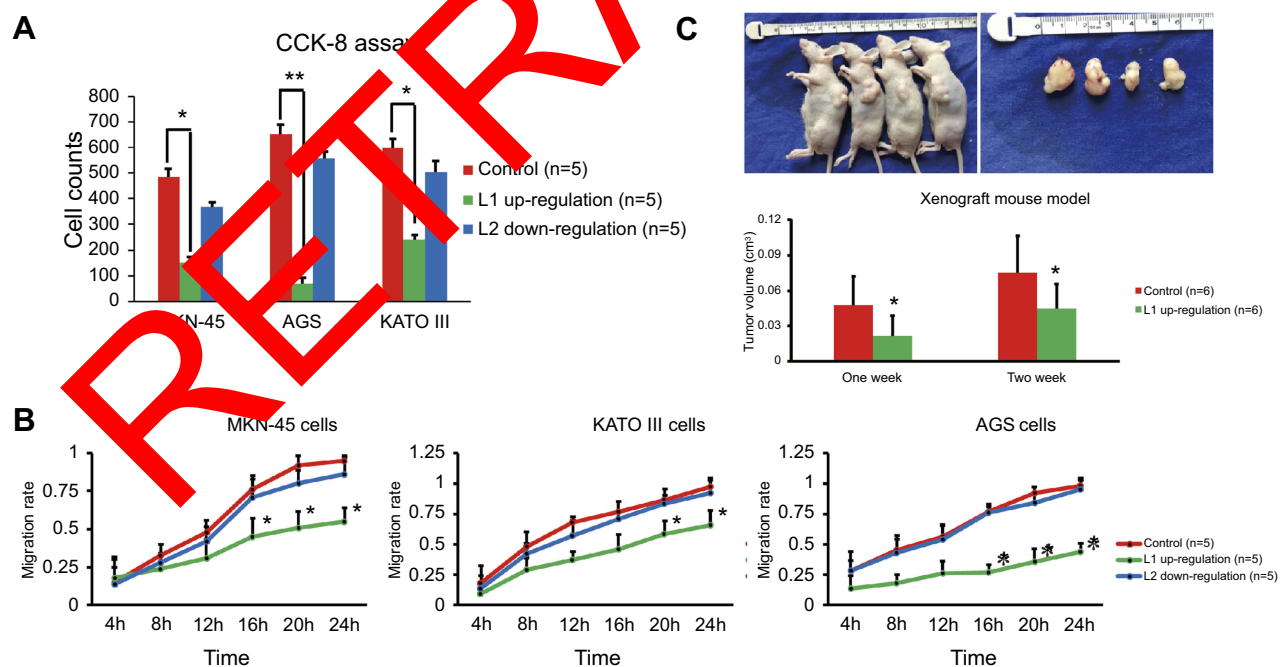 A
CCK-8 assay
800
700
600
500
400
300
200
100
0
Cell counts
*
**
*
KN-45
AGS
KATO III
Control (n=5)
L1 up-regulation (n=5)
L2 down-regulation (n=5)
RETRA
C
Xenograft mouse model
0.12
0.09
0.06
0.03
0
Tumor volume (cm³)
*
*
One week
Two week
Control (n=6)
L1 up-regulation (n=6)
B
MKN-45 cells
1
0.75
0.5
0.25
0
Migration rate
* * *
4h 8h 12h 16h 20h 24h
Time
KATO III cells
1.25
1
0.75
0.5
0.25
0
Migration rate
* *
4h 8h 12h 16h 20h 24h
Time
AGS cells
1.25
1
0.75
0.5
0.25
0
Migration rate
* * *
4h 8h 12h 16h 20h 24h
Time
Control (n=5)
L1 up-regulation (n=5)
L2 down-regulation (n=5)